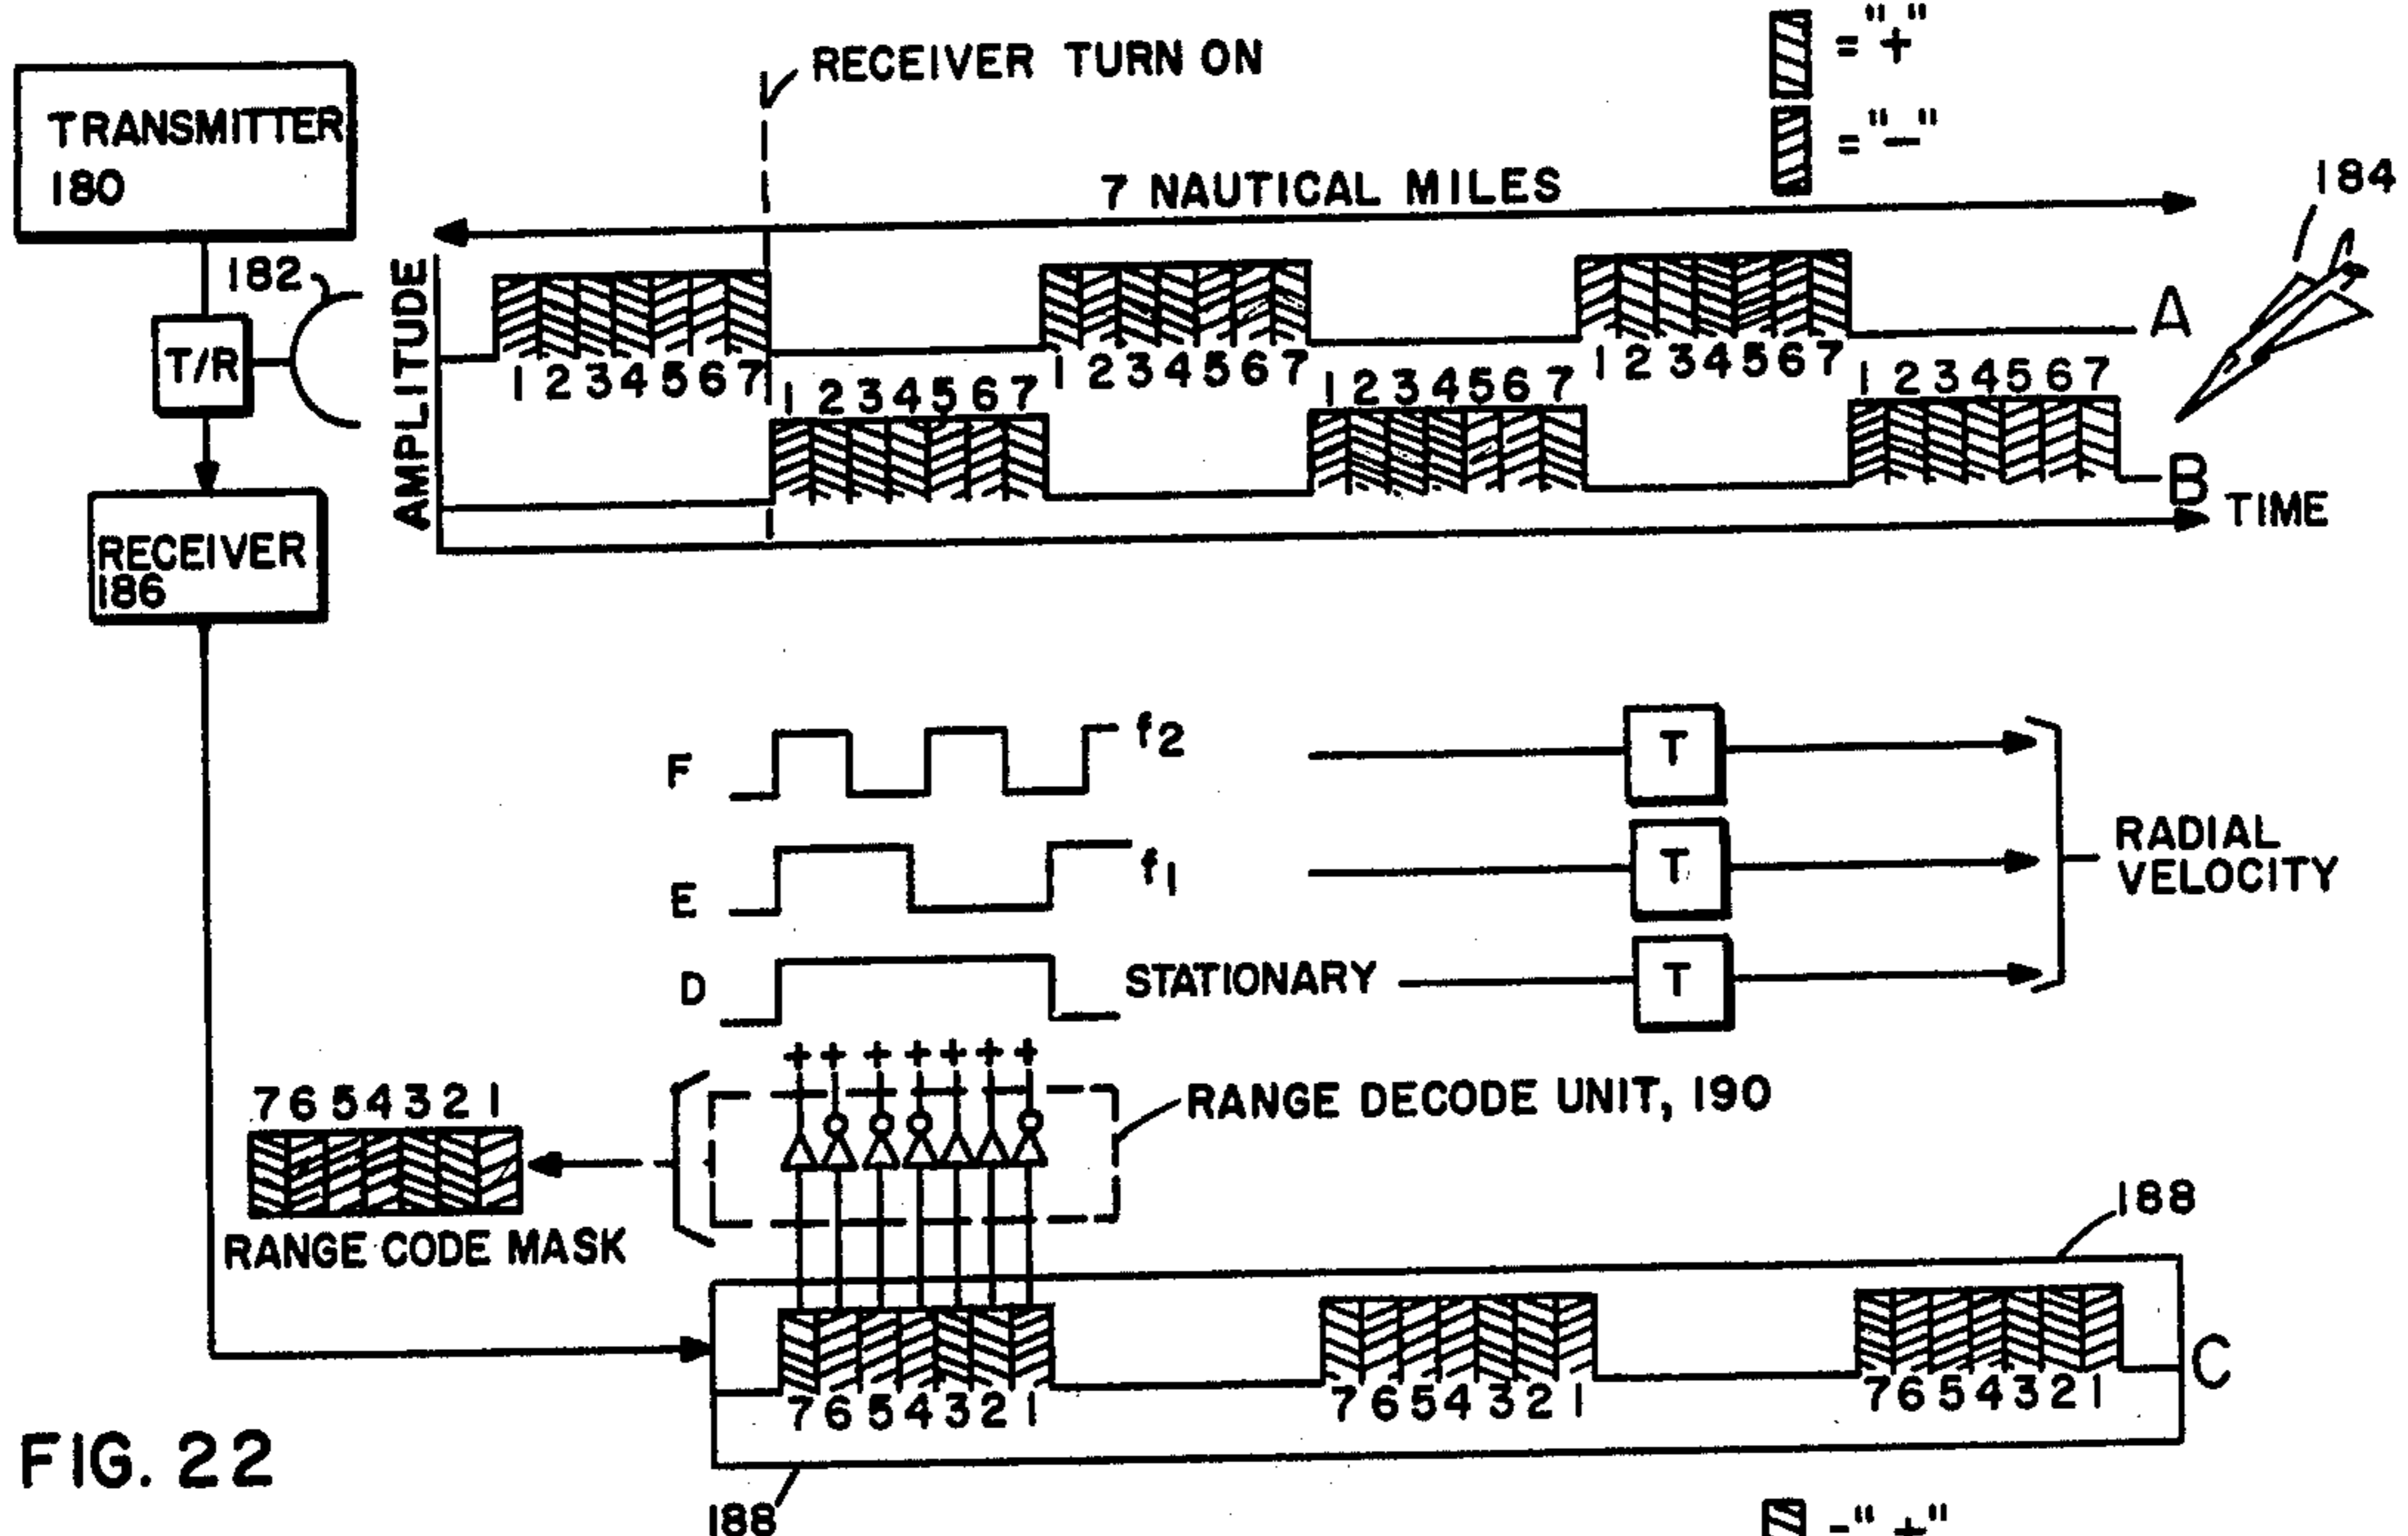 = "+"
RECEIVER TURN ON
= "—"
TRANSMITTER
180
7 NAUTICAL MILES
184
182
AMPLITUDE
T/R
A
1 2 3 4 5 6 7
1 2 3 4 5 6 7
1 2 3 4 5 6 7
1 2 3 4 5 6 7
1 2 3 4 5 6 7
1 2 3 4 5 6 7
B
TIME
RECEIVER
186
F
f2
T
E
f1
T
RADIAL
VELOCITY
D
STATIONARY
T
+ + + + + + +
7 6 5 4 3 2 1
RANGE DECODE UNIT, 190
RANGE CODE MASK
188
7 6 5 4 3 2 1
7 6 5 4 3 2 1
7 6 5 4 3 2 1
C
FIG. 22
188
-"+"